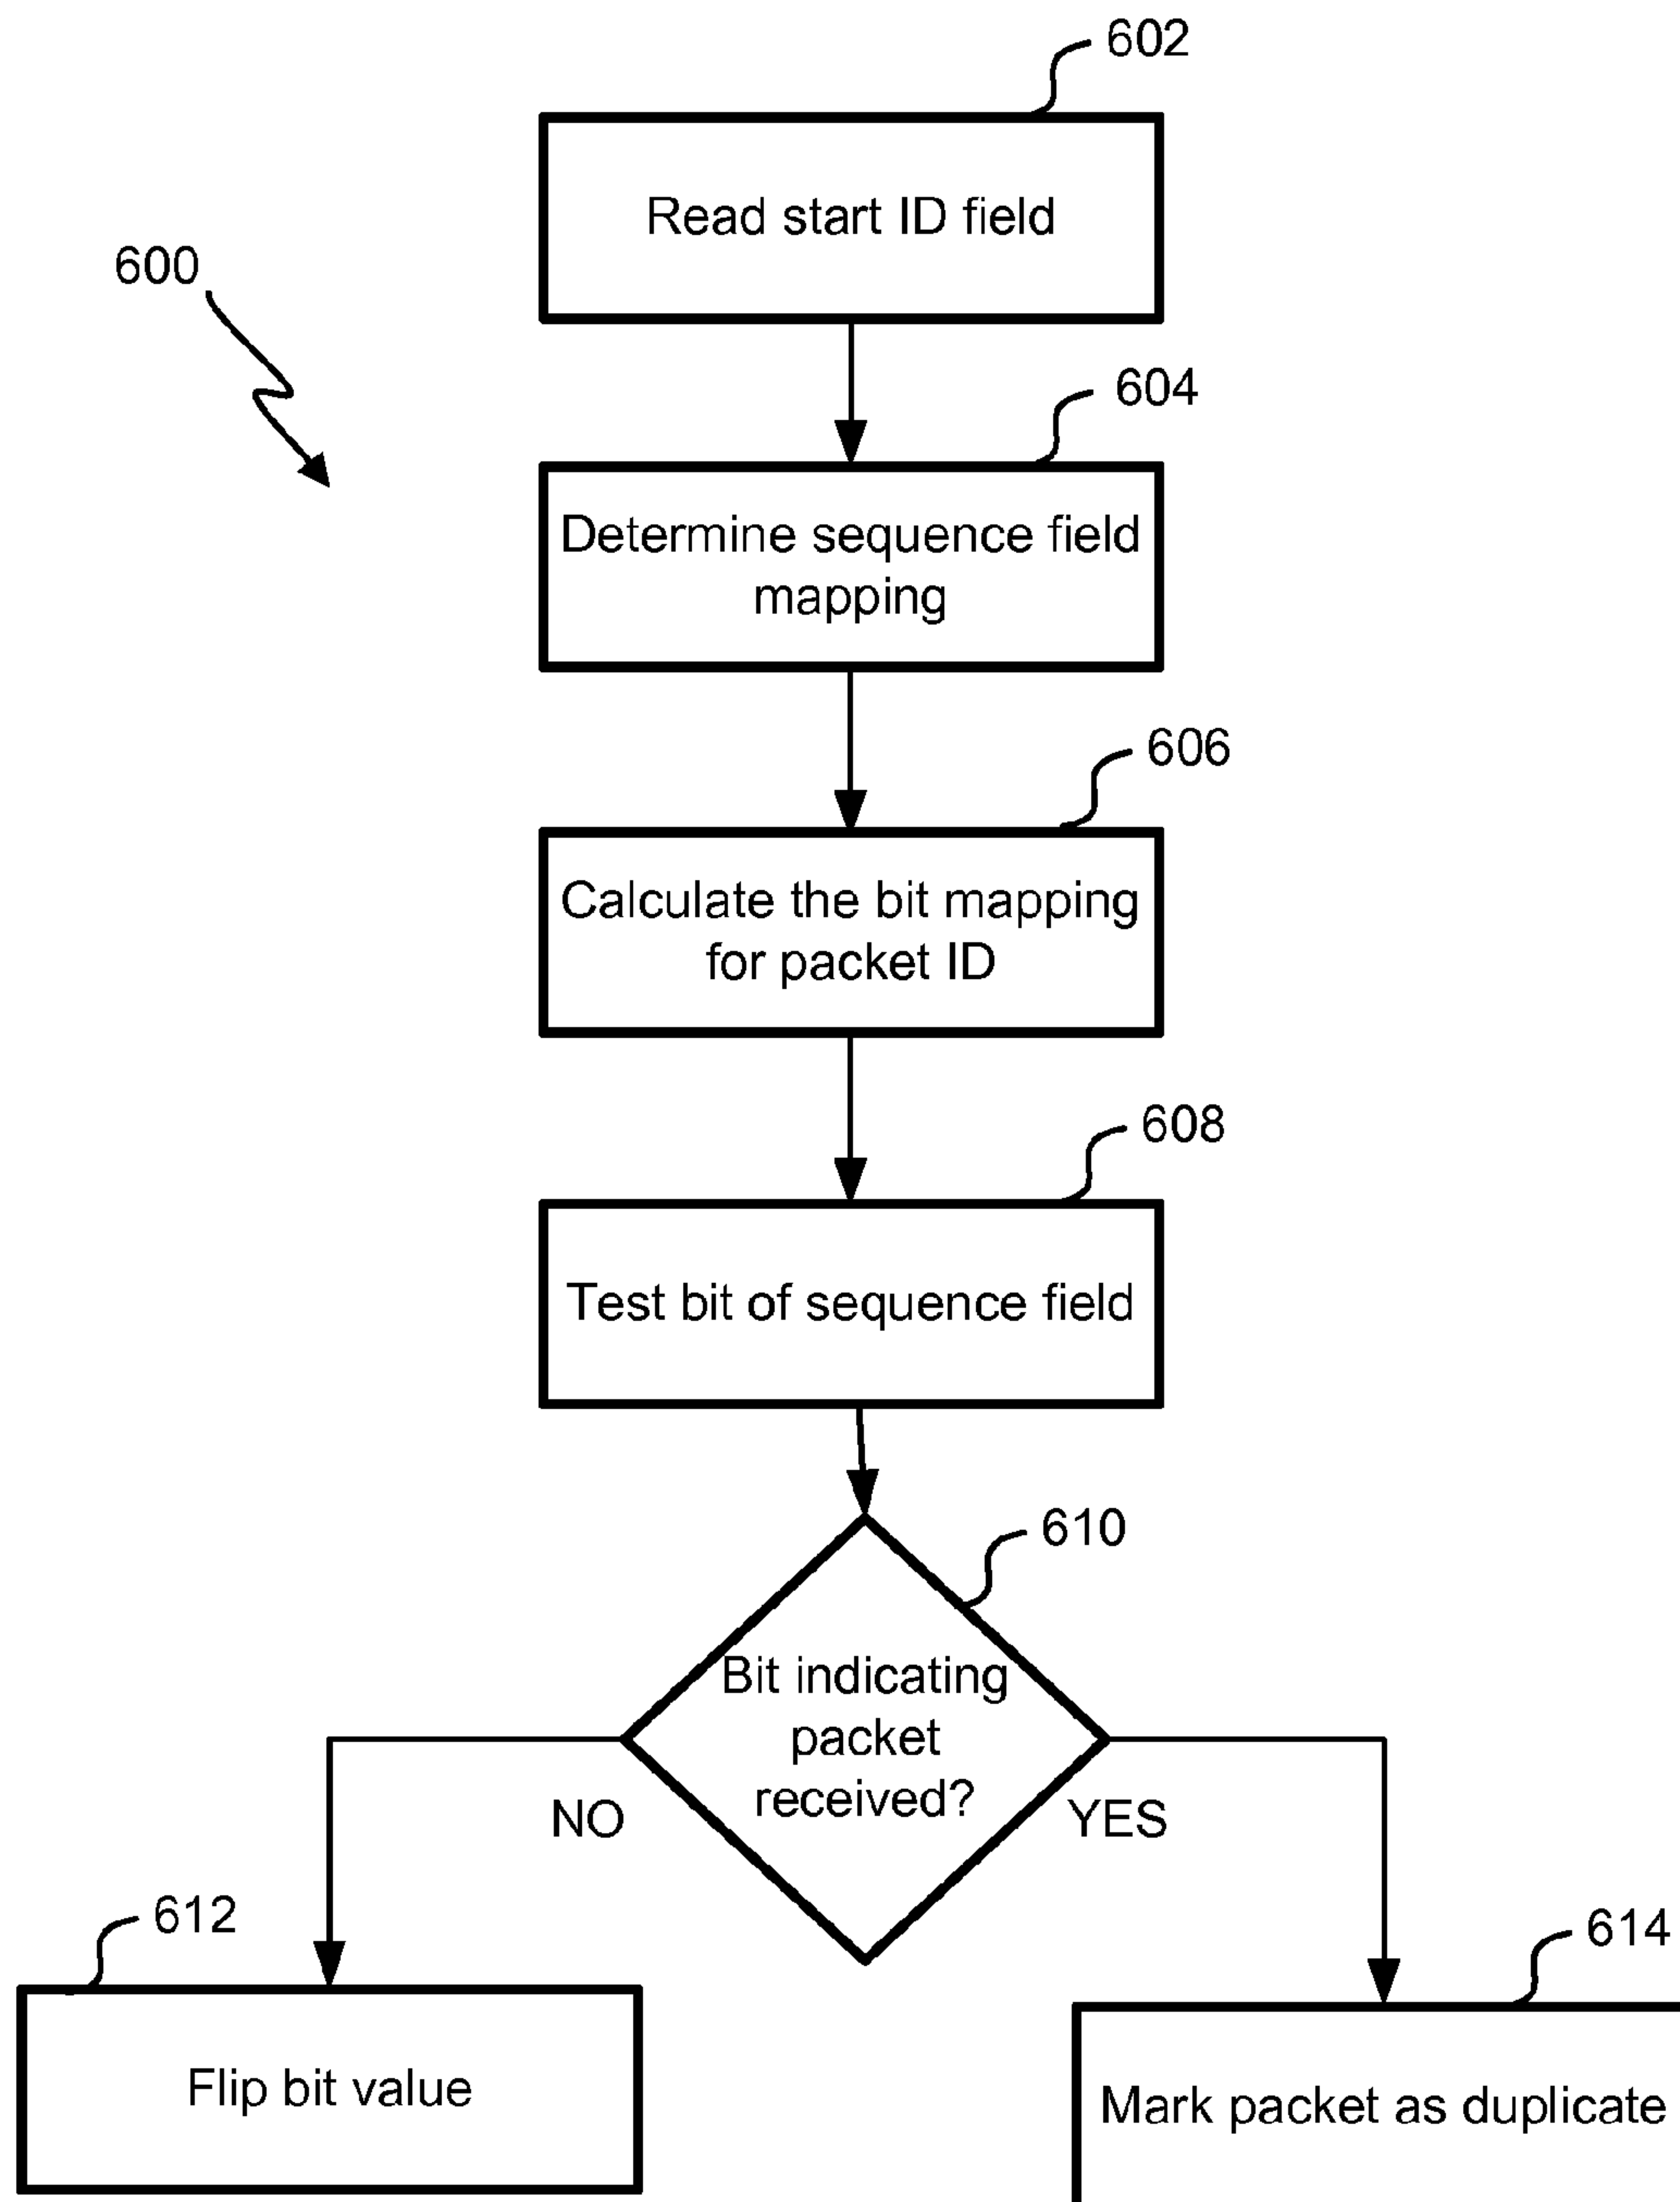 602
Read start ID field
600
604
Determine sequence field
mapping
606
Calculate the bit mapping
for packet ID
608
Test bit of sequence field
610
Bit indicating
packet
received?
NO
YES
612
614
Flip bit value
Mark packet as duplicate